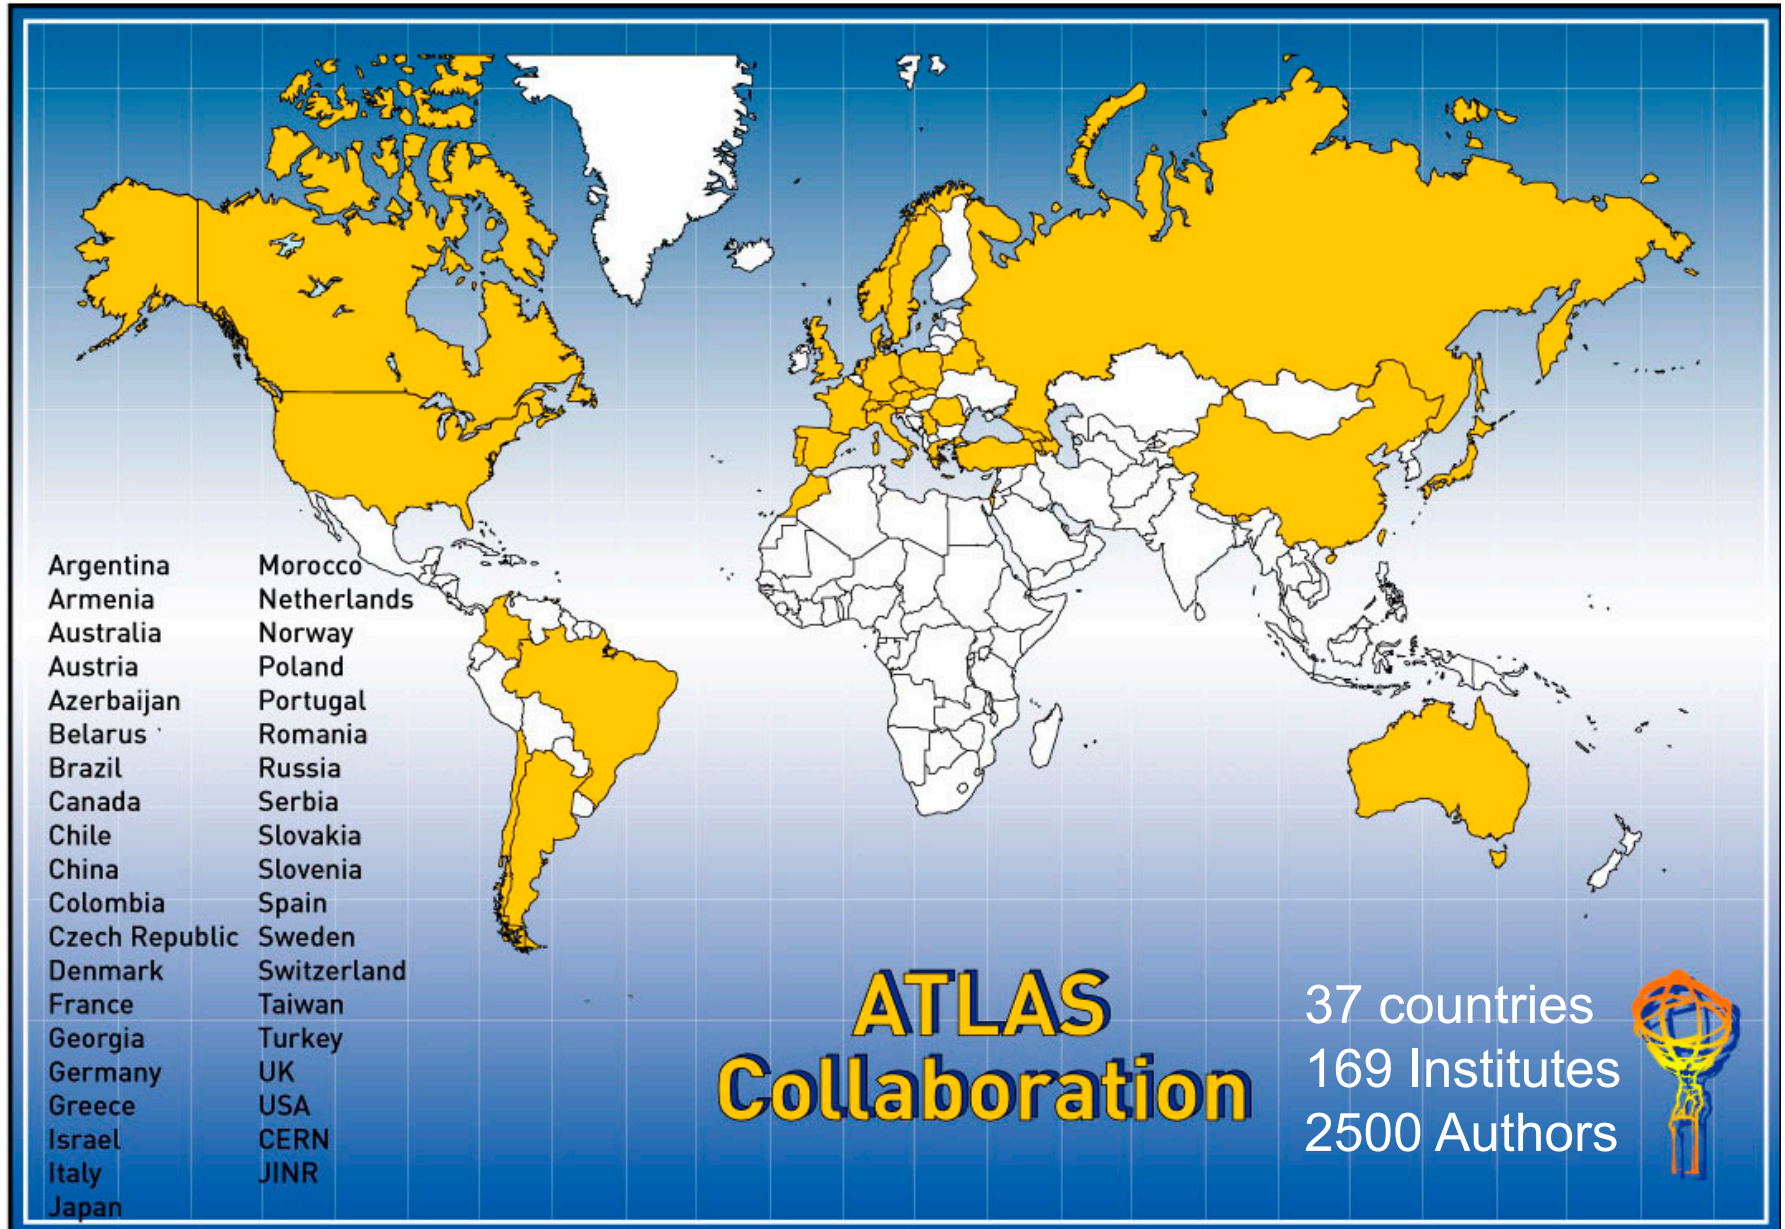 Argentina
Armenia
Australia
Austria
Azerbaijan
Belarus
Brazil
Canada
Chile
China
Colombia
Czech Republic
Denmark
France
Georgia
Germany
Greece
Israel
Italy
Japan
Morocco
Netherlands
Norway
Poland
Portugal
Romania
Russia
Serbia
Slovakia
Slovenia
Spain
Sweden
Switzerland
Taiwan
Turkey
UK
USA
CERN
JINR
ATLAS
Collaboration
37 countries
169 Institutes
2500 Authors